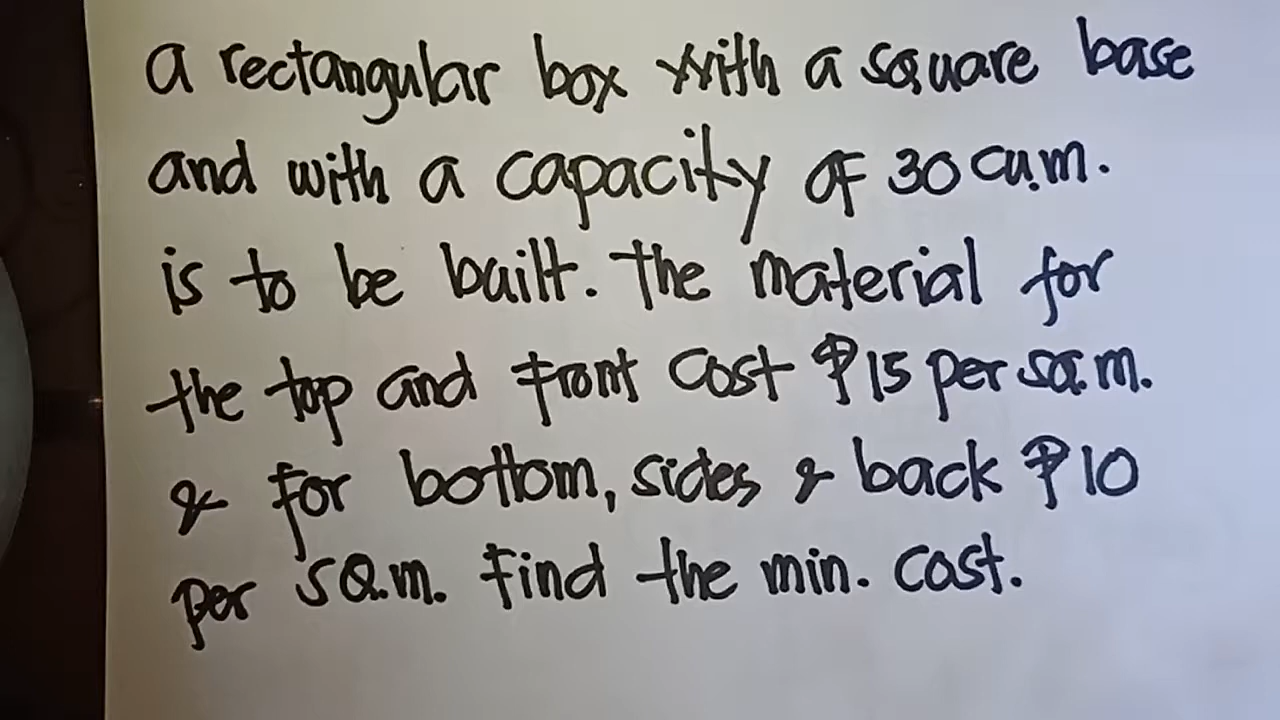 a rectangular box with a square base
and with a capacity of 30 cu.m.
is to be built. The material for
the top and front cost ₱15 per sq.m.
& for bottom, sides & back ₱10
per sq.m. Find the min. cost.